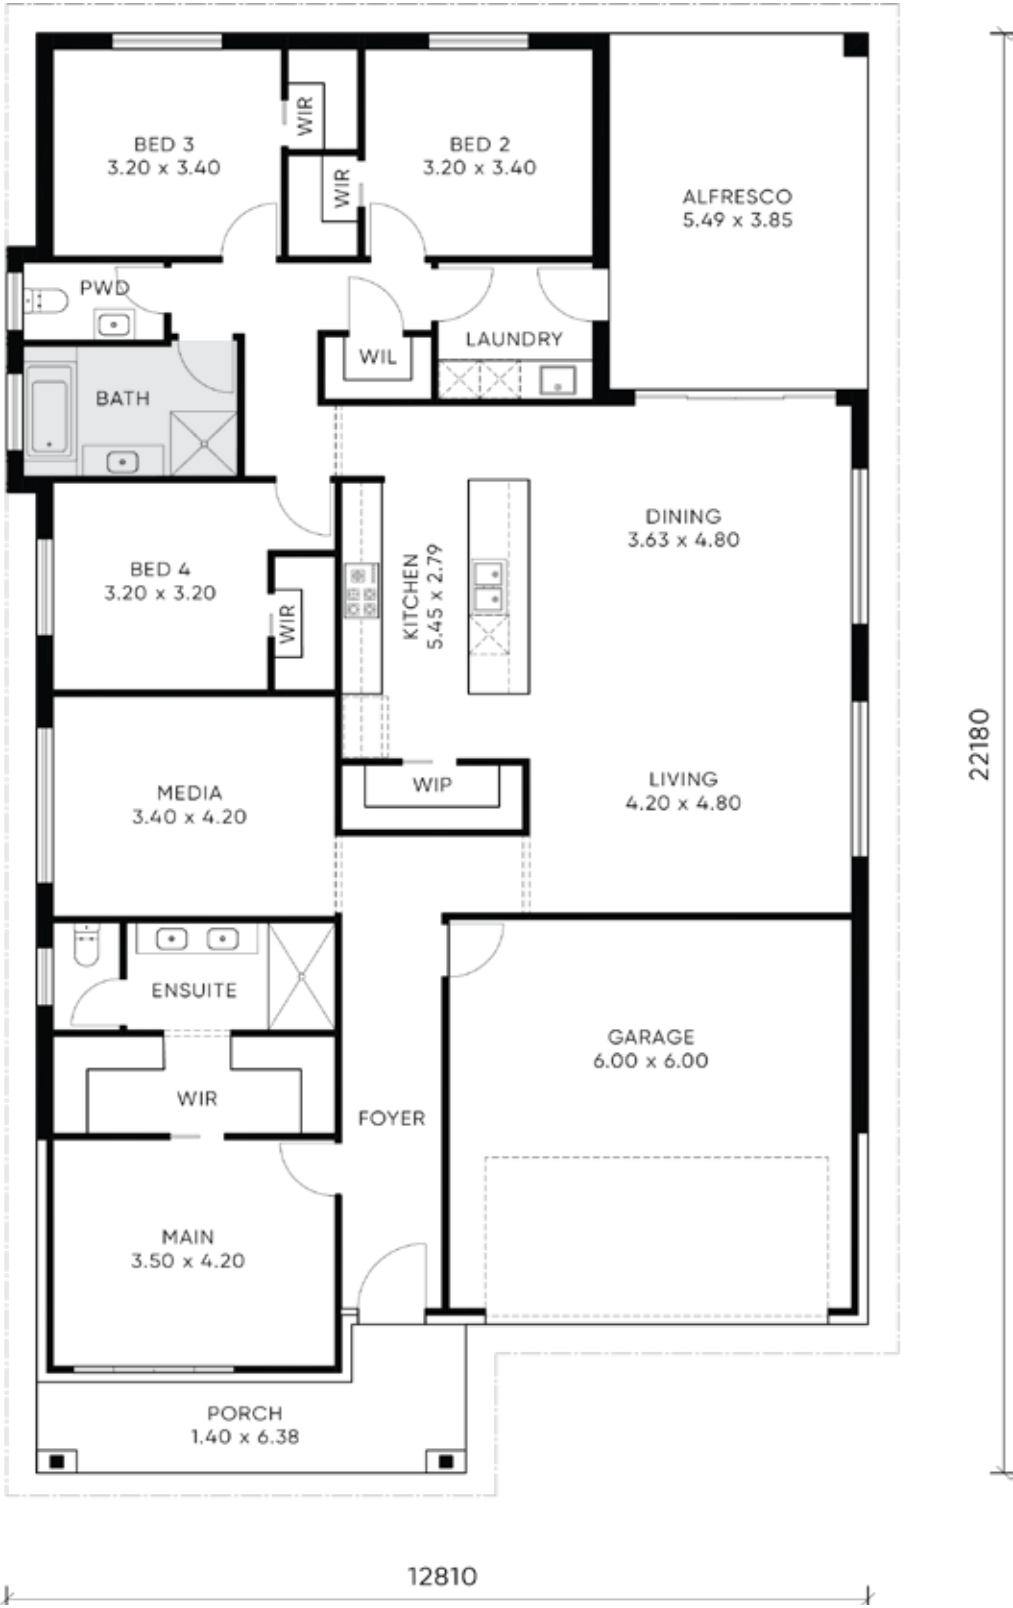 BED 3
3.20 x 3.40
WIR
WIR
BED 2
3.20 x 3.40
ALFRESCO
5.49 x 3.85
PWD
WIL
LAUNDRY
BATH
BED 4
3.20 x 3.20
WIR
KITCHEN
5.45 x 2.79
DINING
3.63 x 4.80
22180
MEDIA
3.40 x 4.20
WIP
LIVING
4.20 x 4.80
ENSUITE
GARAGE
6.00 x 6.00
WIR
FOYER
MAIN
3.50 x 4.20
PORCH
1.40 x 6.38
12810